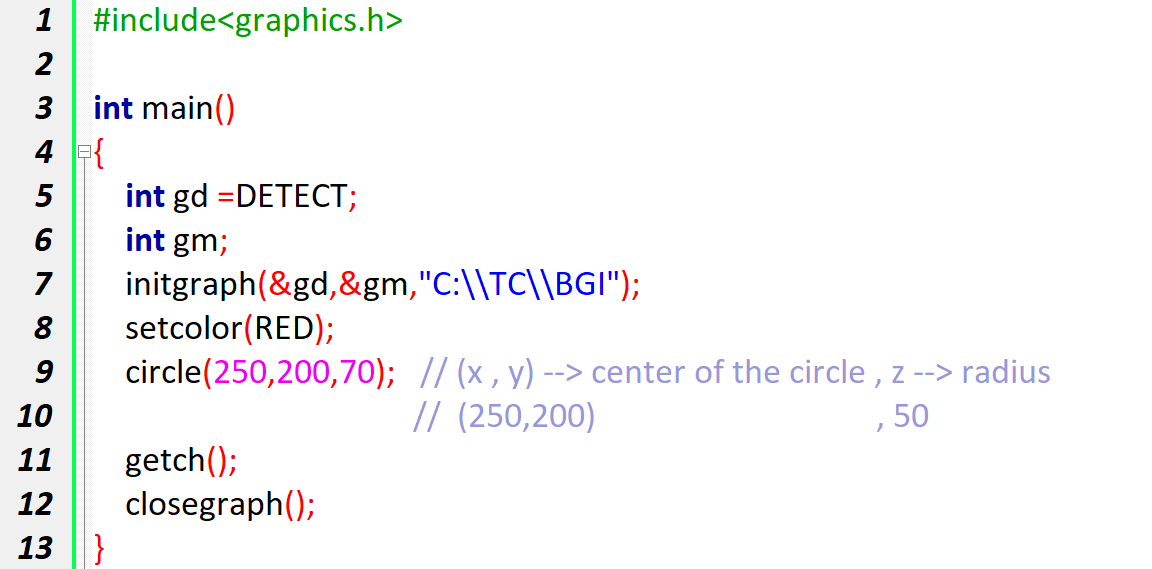 1 #include<graphics.h>
2
3 int main()
4 {
5 int gd =DETECT;
6 int gm;
7 initgraph(&gd,&gm,"C:\\TC\\BGI");
8 setcolor(RED);
9 circle(250,200,70); // (x , y) --> center of the circle , z --> radius
10 // (250,200) , 50
11 getch();
12 closegraph();
13 }